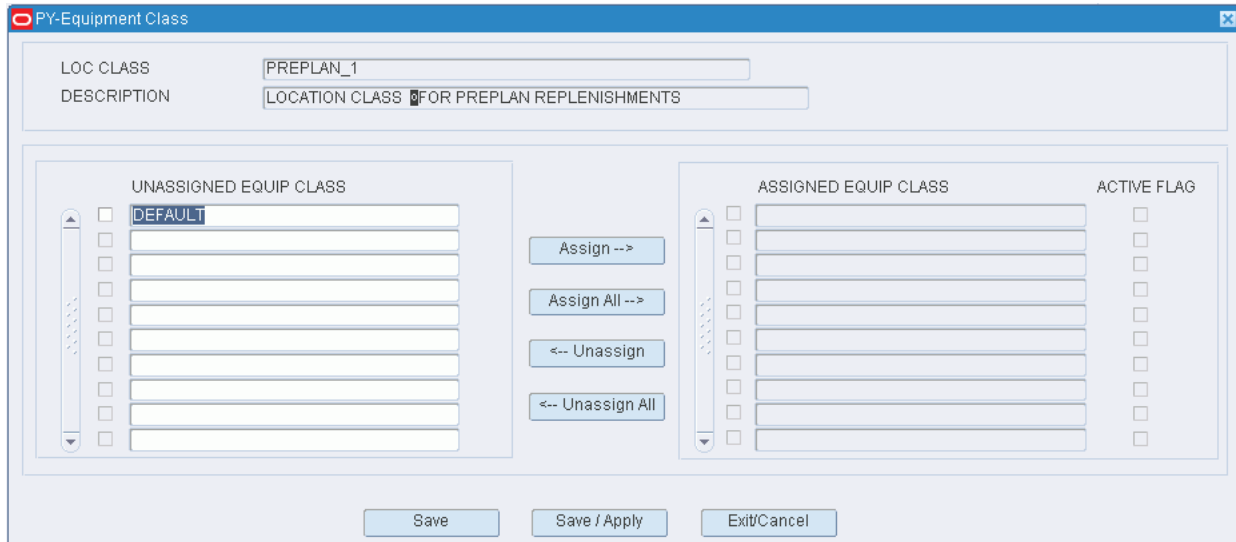 PY-Equipment Class
LOC CLASS PREPLAN_1
DESCRIPTION LOCATION CLASS FOR PREPLAN REPLENISHMENTS
UNASSIGNED EQUIP CLASS ASSIGNED EQUIP CLASS ACTIVE FLAG
DEFAULT
Assign -->
Assign All -->
<-- Unassign
<-- Unassign All
Save Save / Apply Exit/Cancel